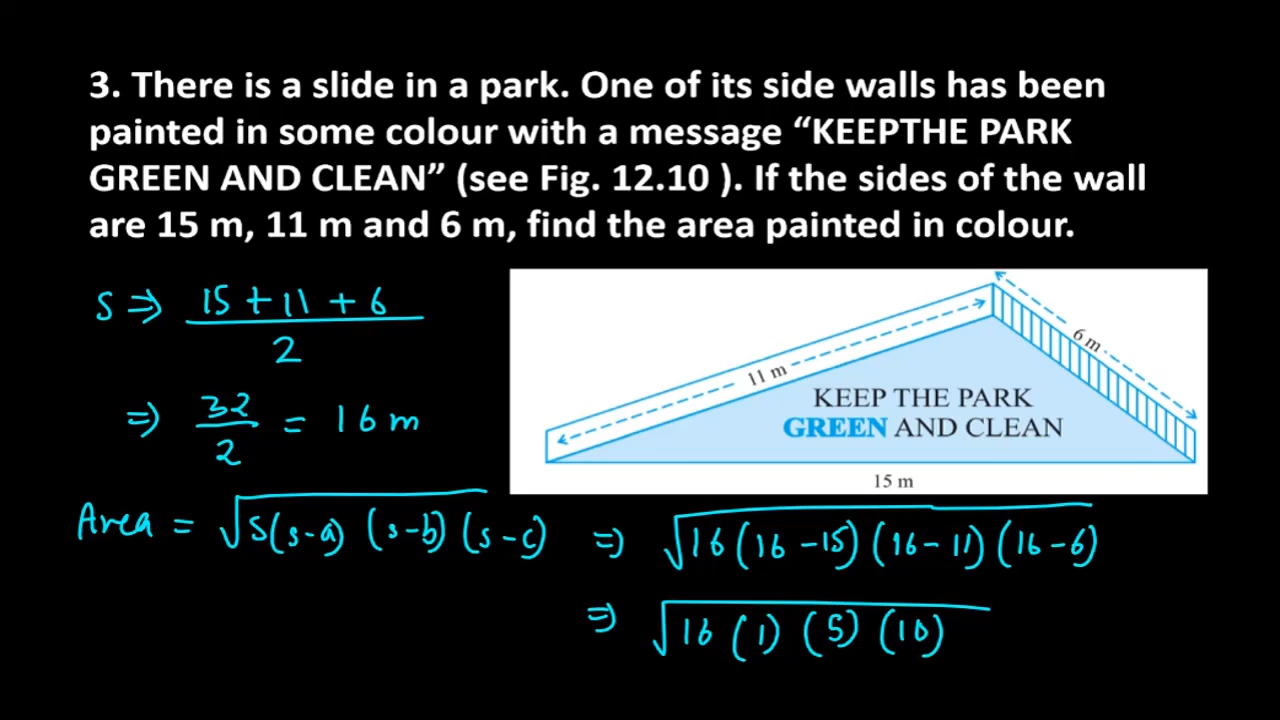 3. There is a slide in a park. One of its side walls has been
painted in some colour with a message “KEEPTHE PARK
GREEN AND CLEAN” (see Fig. 12.10 ). If the sides of the wall
are 15 m, 11 m and 6 m, find the area painted in colour.
S ⇒ 15 + 11 + 6
2
⇒ 32/2 = 16 m
11 m
6 m
KEEP THE PARK
GREEN AND CLEAN
15 m
Area = √S(s-a) (s-b) (s-c) ⇒ √16 (16 - 15) (16 - 11) (16 - 6)
⇒ √16 (1) (5) (10)